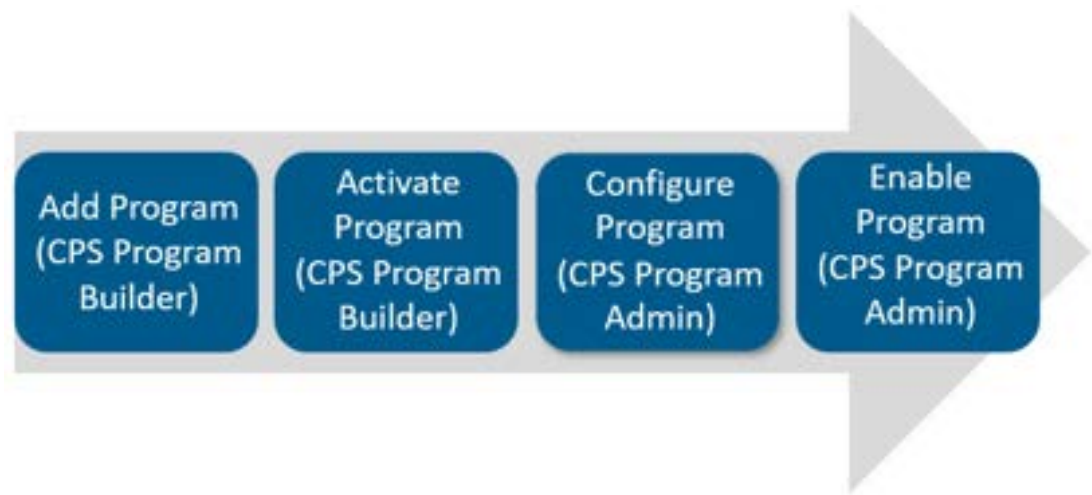 Add Program
(CPS Program
Builder)
Activate
Program
(CPS Program
Builder)
Configure
Program
(CPS Program
Admin)
Enable
Program
(CPS Program
Admin)